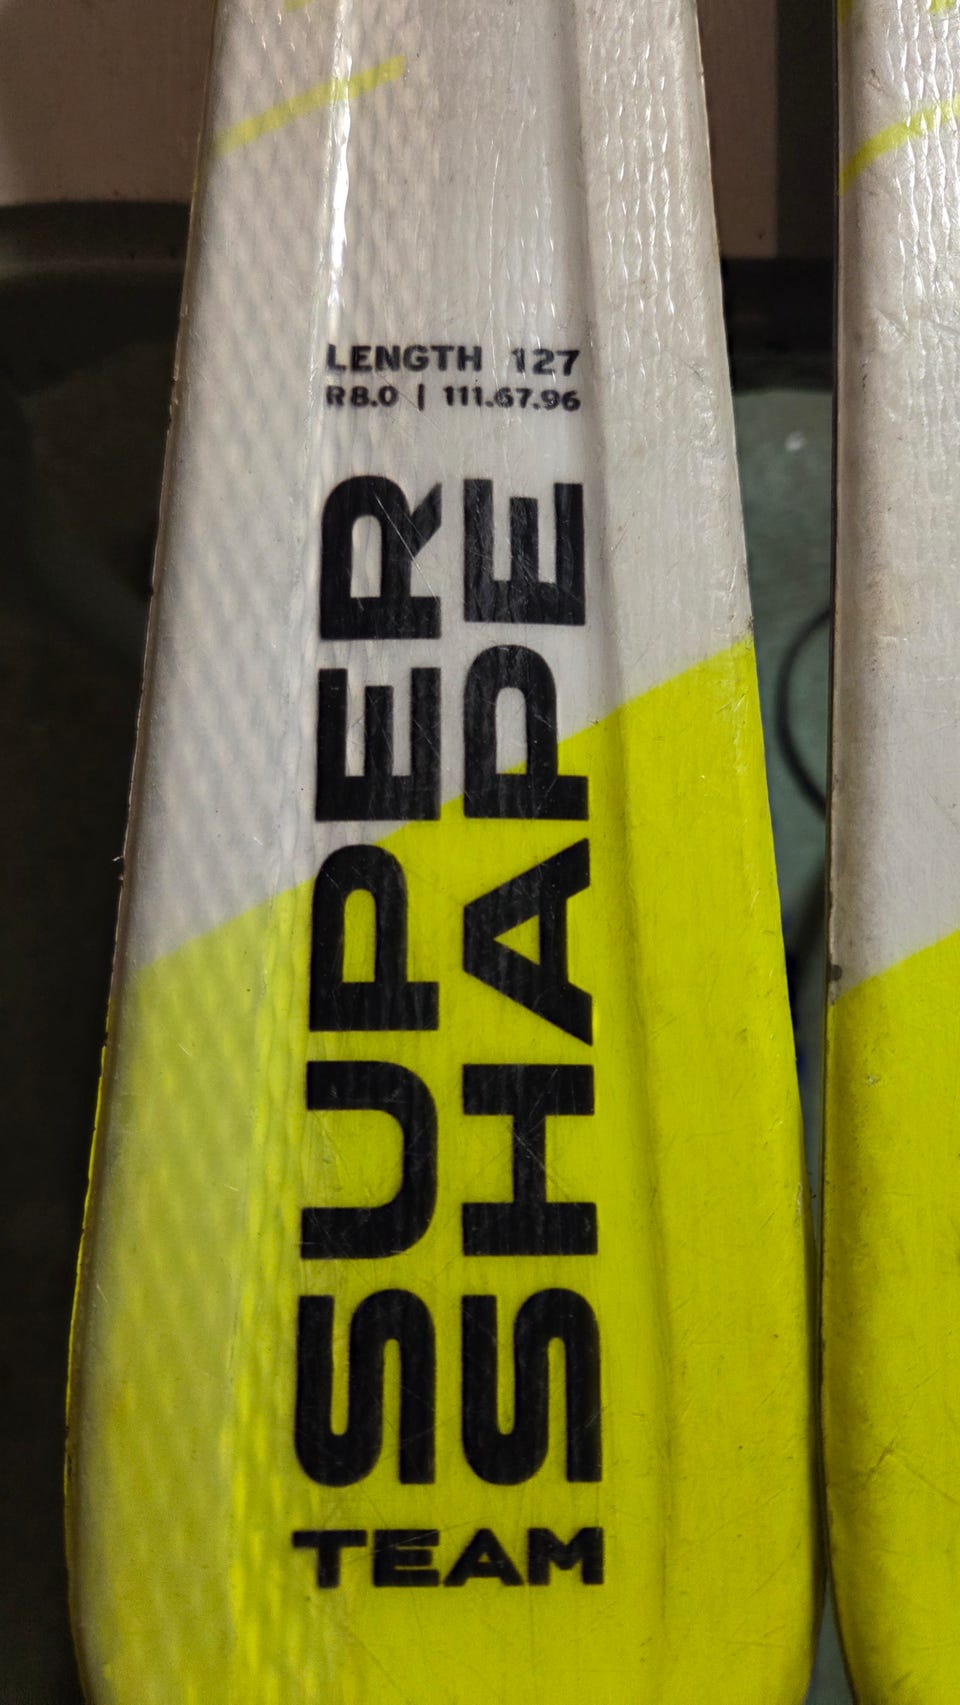 LENGTH 127
R8.0 | 111.67.96
SUPER
SHAPE
TEAM